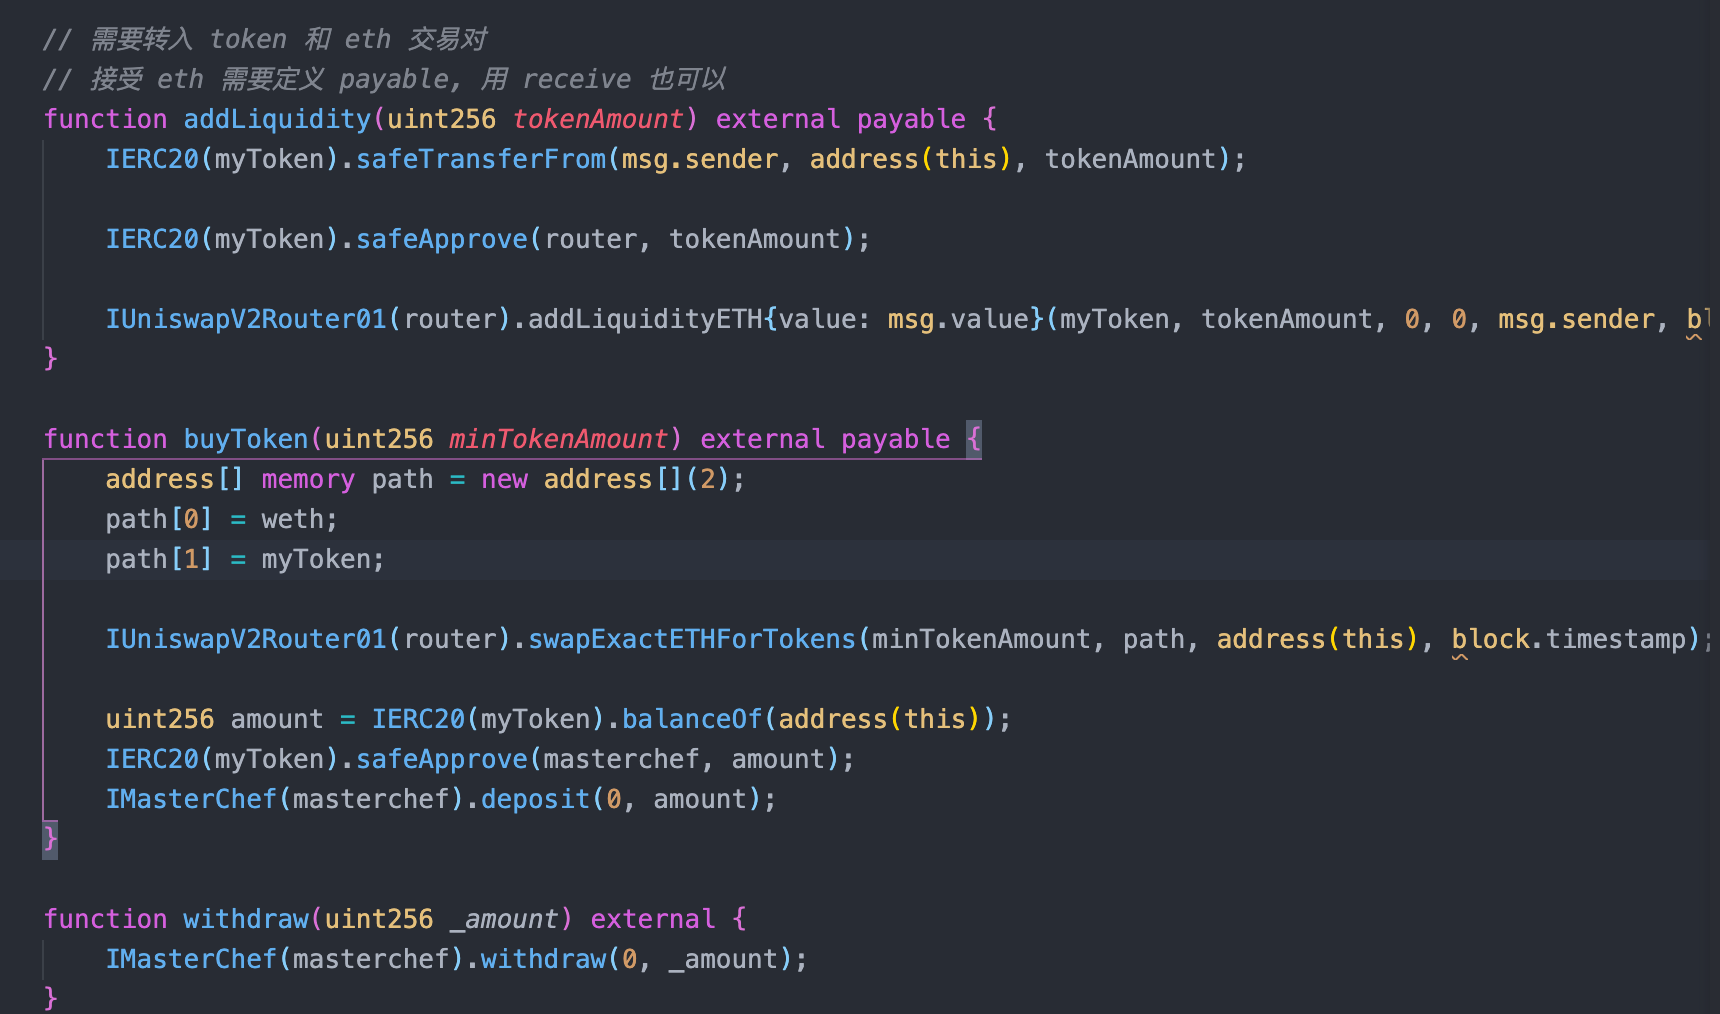 // 需要转入 token 和 eth 交易对
// 接受 eth 需要定义 payable, 用 receive 也可以
function addLiquidity(uint256 tokenAmount) external payable {
    IERC20(myToken).safeTransferFrom(msg.sender, address(this), tokenAmount);
    IERC20(myToken).safeApprove(router, tokenAmount);
    IUniswapV2Router01(router).addLiquidityETH{value: msg.value}(myToken, tokenAmount, 0, 0, msg.sender, bl
}
function buyToken(uint256 minTokenAmount) external payable {
    address[] memory path = new address[](2);
    path[0] = weth;
    path[1] = myToken;
    IUniswapV2Router01(router).swapExactETHForTokens(minTokenAmount, path, address(this), block.timestamp);
    uint256 amount = IERC20(myToken).balanceOf(address(this));
    IERC20(myToken).safeApprove(masterchef, amount);
    IMasterChef(masterchef).deposit(0, amount);
}
function withdraw(uint256 _amount) external {
    IMasterChef(masterchef).withdraw(0, _amount);
}